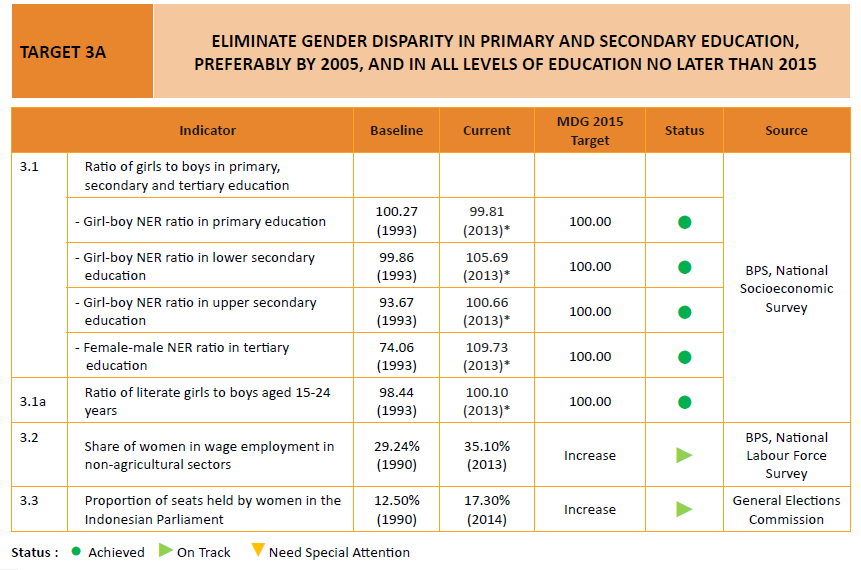 TARGET 3A
ELIMINATE GENDER DISPARITY IN PRIMARY AND SECONDARY EDUCATION,
PREFERABLY BY 2005, AND IN ALL LEVELS OF EDUCATION NO LATER THAN 2015
Indicator Baseline Current MDG 2015 Target Status Source
3.1 Ratio of girls to boys in primary,
secondary and tertiary education
- Girl-boy NER ratio in primary education 100.27 (1993) 99.81 (2013)* 100.00
- Girl-boy NER ratio in lower secondary
education 99.86 (1993) 105.69 (2013)* 100.00
- Girl-boy NER ratio in upper secondary
education 93.67 (1993) 100.66 (2013)* 100.00
- Female-male NER ratio in tertiary
education 74.06 (1993) 109.73 (2013)* 100.00
BPS, National
Socioeconomic
Survey
3.1a Ratio of literate girls to boys aged 15-24
years 98.44 (1993) 100.10 (2013)* 100.00
3.2 Share of women in wage employment in
non-agricultural sectors 29.24% (1990) 35.10% (2013) Increase
BPS, National
Labour Force
Survey
3.3 Proportion of seats held by women in the
Indonesian Parliament 12.50% (1990) 17.30% (2014) Increase
General Elections
Commission
Status : Achieved On Track Need Special Attention